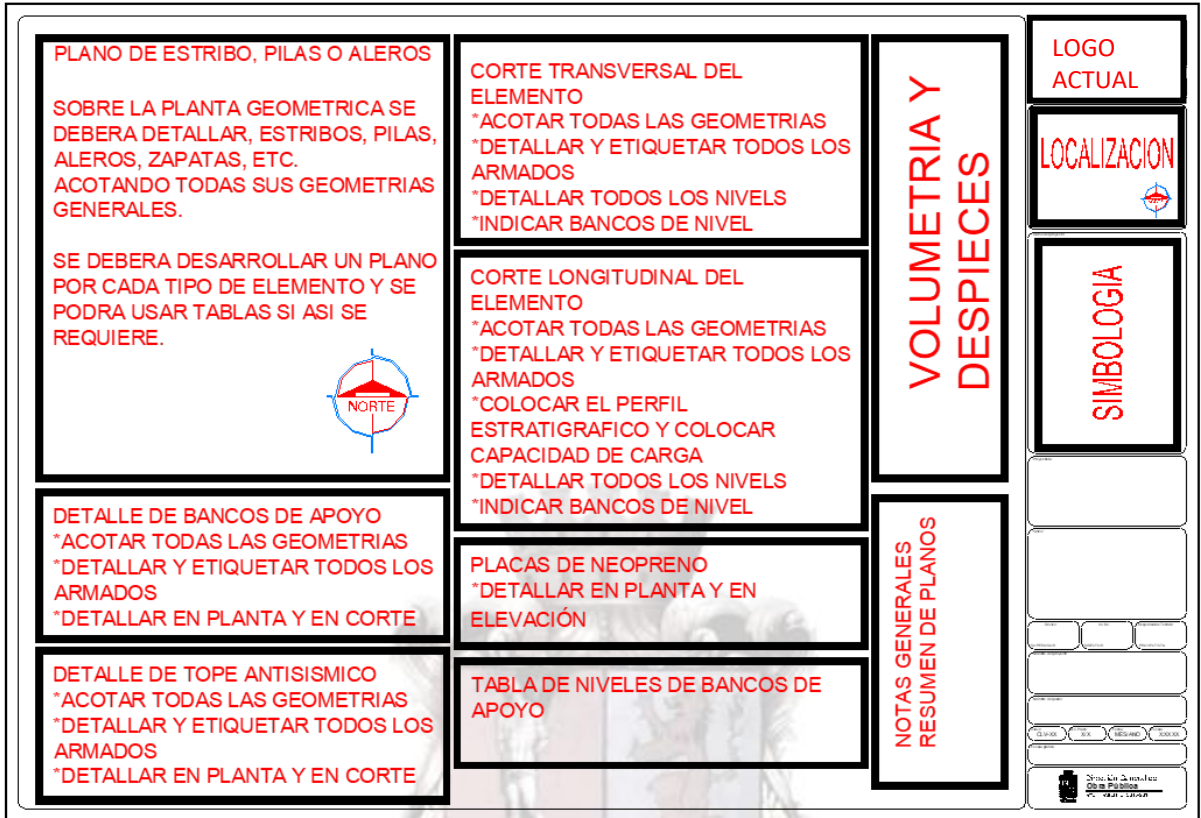 PLANO DE ESTRIBO, PILAS O ALEROS
SOBRE LA PLANTA GEOMETRICA SE
DEBERA DETALLAR, ESTRIBOS, PILAS,
ALEROS, ZAPATAS, ETC.
ACOTANDO TODAS SUS GEOMETRIAS
GENERALES.
SE DEBERA DESARROLLAR UN PLANO
POR CADA TIPO DE ELEMENTO Y SE
PODRA USAR TABLAS SI ASI SE
REQUIERE.
NORTE
DETALLE DE BANCOS DE APOYO
*ACOTAR TODAS LAS GEOMETRIAS
*DETALLAR Y ETIQUETAR TODOS LOS
ARMADOS
*DETALLAR EN PLANTA Y EN CORTE
DETALLE DE TOPE ANTISISMICO
*ACOTAR TODAS LAS GEOMETRIAS
*DETALLAR Y ETIQUETAR TODOS LOS
ARMADOS
*DETALLAR EN PLANTA Y EN CORTE
CORTE TRANSVERSAL DEL
ELEMENTO
*ACOTAR TODAS LAS GEOMETRIAS
*DETALLAR Y ETIQUETAR TODOS LOS
ARMADOS
*DETALLAR TODOS LOS NIVELS
*INDICAR BANCOS DE NIVEL
CORTE LONGITUDINAL DEL
ELEMENTO
*ACOTAR TODAS LAS GEOMETRIAS
*DETALLAR Y ETIQUETAR TODOS LOS
ARMADOS
*COLOCAR EL PERFIL
ESTRATIGRAFICO Y COLOCAR
CAPACIDAD DE CARGA
*DETALLAR TODOS LOS NIVELS
*INDICAR BANCOS DE NIVEL
PLACAS DE NEOPRENO
*DETALLAR EN PLANTA Y EN
ELEVACIÓN
TABLA DE NIVELES DE BANCOS DE
APOYO
VOLUMETRIA Y
DESPIECES
NOTAS GENERALES
RESUMEN DE PLANOS
LOGO
ACTUAL
LOCALIZACION
SIMBOLOGIA
CLV-XX
X/X
MES/ANO
XXX XX
Obra Pública